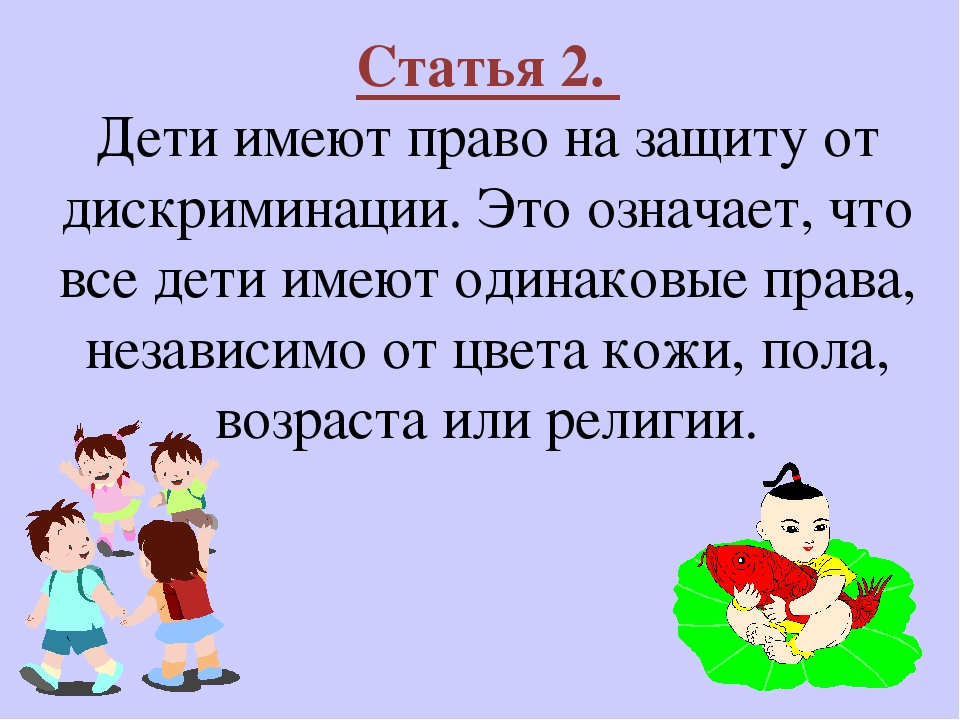 Статья 2.
Дети имеют право на защиту от
дискриминации. Это означает, что
все дети имеют одинаковые права,
независимо от цвета кожи, пола,
возраста или религии.